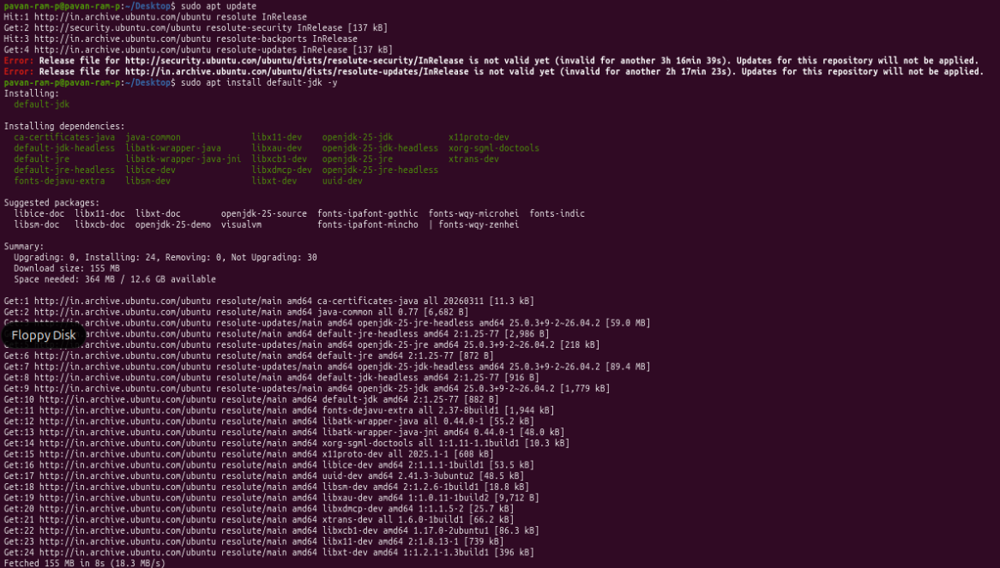 pavan-ram-p@pavan-ram-p:~/Desktop$ sudo apt update
Hit:1 http://in.archive.ubuntu.com/ubuntu resolute InRelease
Get:2 http://security.ubuntu.com/ubuntu resolute-security InRelease [137 kB]
Hit:3 http://in.archive.ubuntu.com/ubuntu resolute-backports InRelease
Get:4 http://in.archive.ubuntu.com/ubuntu resolute-updates InRelease [137 kB]
Error: Release file for http://security.ubuntu.com/ubuntu/dists/resolute-security/InRelease is not valid yet (invalid for another 3h 16min 39s). Updates for this repository will not be applied.
Error: Release file for http://in.archive.ubuntu.com/ubuntu/dists/resolute-updates/InRelease is not valid yet (invalid for another 2h 17min 23s). Updates for this repository will not be applied.
pavan-ram-p@pavan-ram-p:~/Desktop$ sudo apt install default-jdk -y
Installing:
  default-jdk

Installing dependencies:
  ca-certificates-java  java-common              libx11-dev    openjdk-25-jdk           x11proto-dev
  default-jdk-headless  libatk-wrapper-java      libxau-dev    openjdk-25-jdk-headless  xorg-sgml-doctools
  default-jre           libatk-wrapper-java-jni  libxcb1-dev   openjdk-25-jre           xtrans-dev
  default-jre-headless  libice-dev               libxdmcp-dev  openjdk-25-jre-headless
  fonts-dejavu-extra    libsm-dev                libxt-dev     uuid-dev

Suggested packages:
  libice-doc  libx11-doc  libxt-doc        openjdk-25-source  fonts-ipafont-gothic  fonts-wqy-microhei  fonts-indic
  libsm-doc   libxcb-doc  openjdk-25-demo  visualvm           fonts-ipafont-mincho  | fonts-wqy-zenhei

Summary:
  Upgrading: 0, Installing: 24, Removing: 0, Not Upgrading: 30
  Download size: 155 MB
  Space needed: 364 MB / 12.6 GB available

Get:1 http://in.archive.ubuntu.com/ubuntu resolute/main amd64 ca-certificates-java all 20260311 [11.3 kB]
Get:2 http://in.archive.ubuntu.com/ubuntu resolute/main amd64 java-common all 0.77 [6,682 B]
archive.ubuntu.com/ubuntu resolute-updates/main amd64 openjdk-25-jre-headless amd64 25.0.3+9-2~26.04.2 [59.0 MB]
Floppy Disk
archive.ubuntu.com/ubuntu resolute/main amd64 default-jre-headless amd64 2:1.25-77 [2,986 B]
archive.ubuntu.com/ubuntu resolute-updates/main amd64 openjdk-25-jre amd64 25.0.3+9-2~26.04.2 [218 kB]
Get:6 http://in.archive.ubuntu.com/ubuntu resolute/main amd64 default-jre amd64 2:1.25-77 [872 B]
Get:7 http://in.archive.ubuntu.com/ubuntu resolute-updates/main amd64 openjdk-25-jdk-headless amd64 25.0.3+9-2~26.04.2 [89.4 MB]
Get:8 http://in.archive.ubuntu.com/ubuntu resolute/main amd64 default-jdk-headless amd64 2:1.25-77 [916 B]
Get:9 http://in.archive.ubuntu.com/ubuntu resolute-updates/main amd64 openjdk-25-jdk amd64 25.0.3+9-2~26.04.2 [1,779 kB]
Get:10 http://in.archive.ubuntu.com/ubuntu resolute/main amd64 default-jdk amd64 2:1.25-77 [882 B]
Get:11 http://in.archive.ubuntu.com/ubuntu resolute/main amd64 fonts-dejavu-extra all 2.37-8build1 [1,944 kB]
Get:12 http://in.archive.ubuntu.com/ubuntu resolute/main amd64 libatk-wrapper-java all 0.44.0-1 [55.2 kB]
Get:13 http://in.archive.ubuntu.com/ubuntu resolute/main amd64 libatk-wrapper-java-jni amd64 0.44.0-1 [48.0 kB]
Get:14 http://in.archive.ubuntu.com/ubuntu resolute/main amd64 xorg-sgml-doctools all 1:1.11-1.1build1 [10.3 kB]
Get:15 http://in.archive.ubuntu.com/ubuntu resolute/main amd64 x11proto-dev all 2025.1-1 [608 kB]
Get:16 http://in.archive.ubuntu.com/ubuntu resolute/main amd64 libice-dev amd64 2:1.1.1-1build1 [53.5 kB]
Get:17 http://in.archive.ubuntu.com/ubuntu resolute/main amd64 uuid-dev amd64 2.41.3-3ubuntu2 [48.5 kB]
Get:18 http://in.archive.ubuntu.com/ubuntu resolute/main amd64 libsm-dev amd64 2:1.2.6-1build1 [18.8 kB]
Get:19 http://in.archive.ubuntu.com/ubuntu resolute/main amd64 libxau-dev amd64 1:1.0.11-1build2 [9,712 B]
Get:20 http://in.archive.ubuntu.com/ubuntu resolute/main amd64 libxdmcp-dev amd64 1:1.1.5-2 [25.7 kB]
Get:21 http://in.archive.ubuntu.com/ubuntu resolute/main amd64 xtrans-dev all 1.6.0-1build1 [66.2 kB]
Get:22 http://in.archive.ubuntu.com/ubuntu resolute/main amd64 libxcb1-dev amd64 1.17.0-2ubuntu1 [86.3 kB]
Get:23 http://in.archive.ubuntu.com/ubuntu resolute/main amd64 libx11-dev amd64 2:1.8.13-1 [739 kB]
Get:24 http://in.archive.ubuntu.com/ubuntu resolute/main amd64 libxt-dev amd64 1:1.2.1-1.3build1 [396 kB]
Fetched 155 MB in 8s (18.3 MB/s)